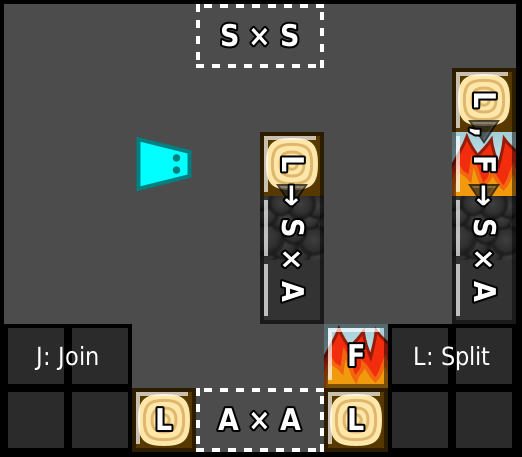 S × S
L → S × A
L, F → S × A
J: Join
F
L: Split
L
A × A
L